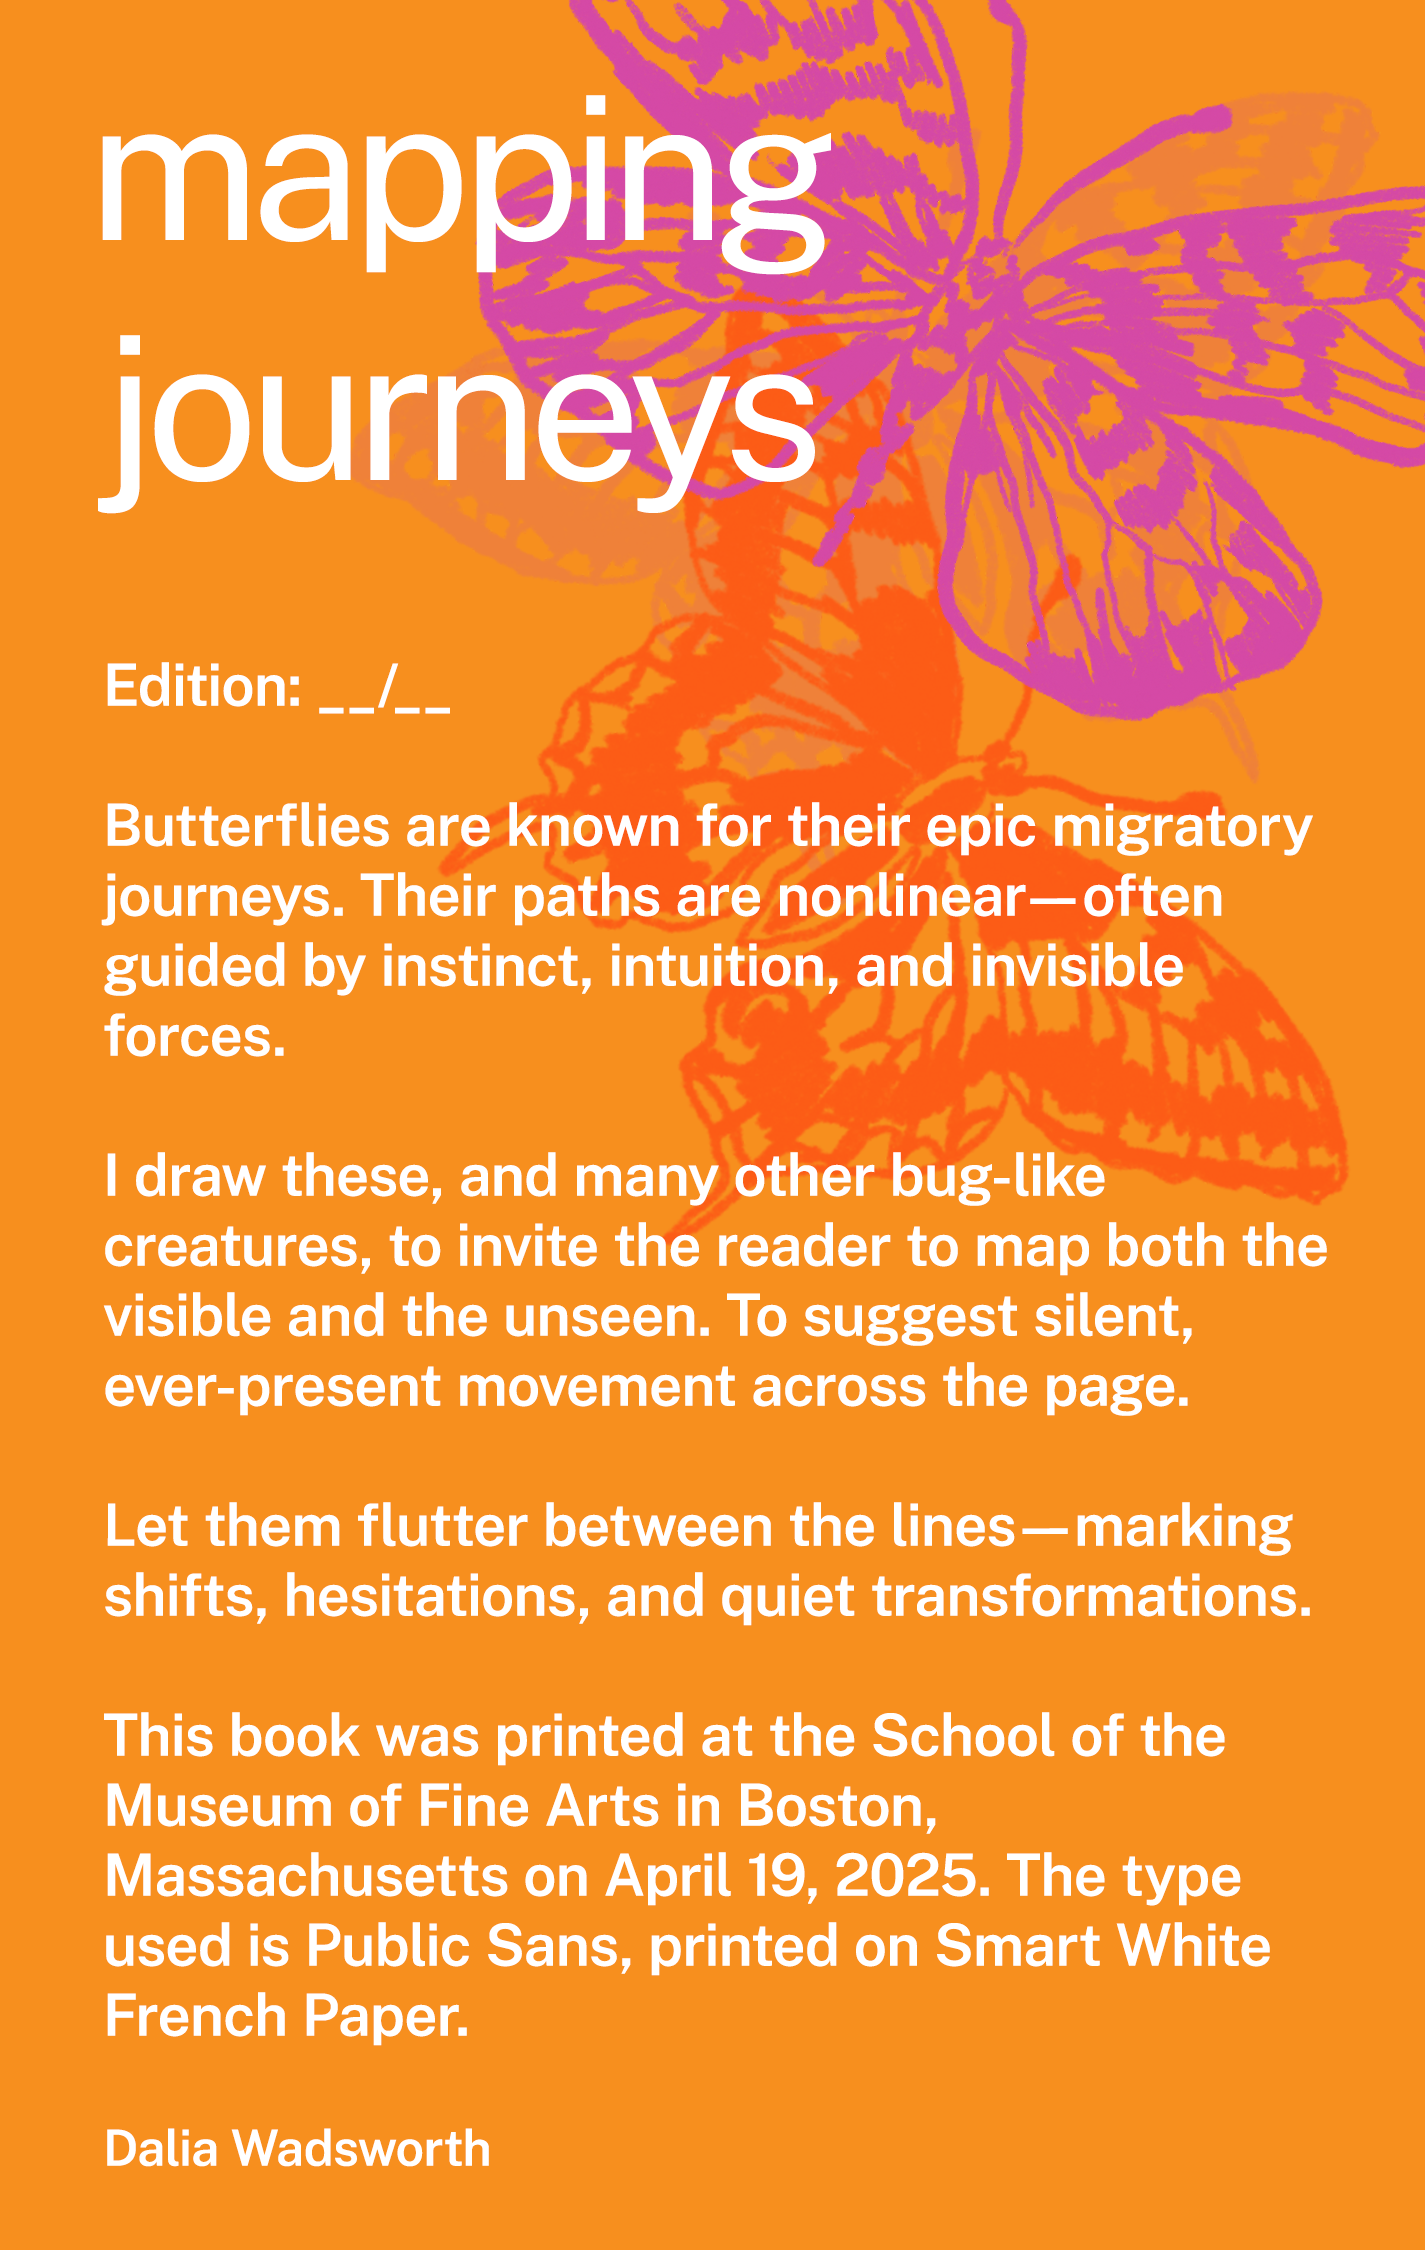 mapping
journeys
Edition: __/__
Butterflies are known for their epic migratory
journeys. Their paths are nonlinear—often
guided by instinct, intuition, and invisible
forces.
I draw these, and many other bug-like
creatures, to invite the reader to map both the
visible and the unseen. To suggest silent,
ever-present movement across the page.
Let them flutter between the lines—marking
shifts, hesitations, and quiet transformations.
This book was printed at the School of the
Museum of Fine Arts in Boston,
Massachusetts on April 19, 2025. The type
used is Public Sans, printed on Smart White
French Paper.
Dalia Wadsworth